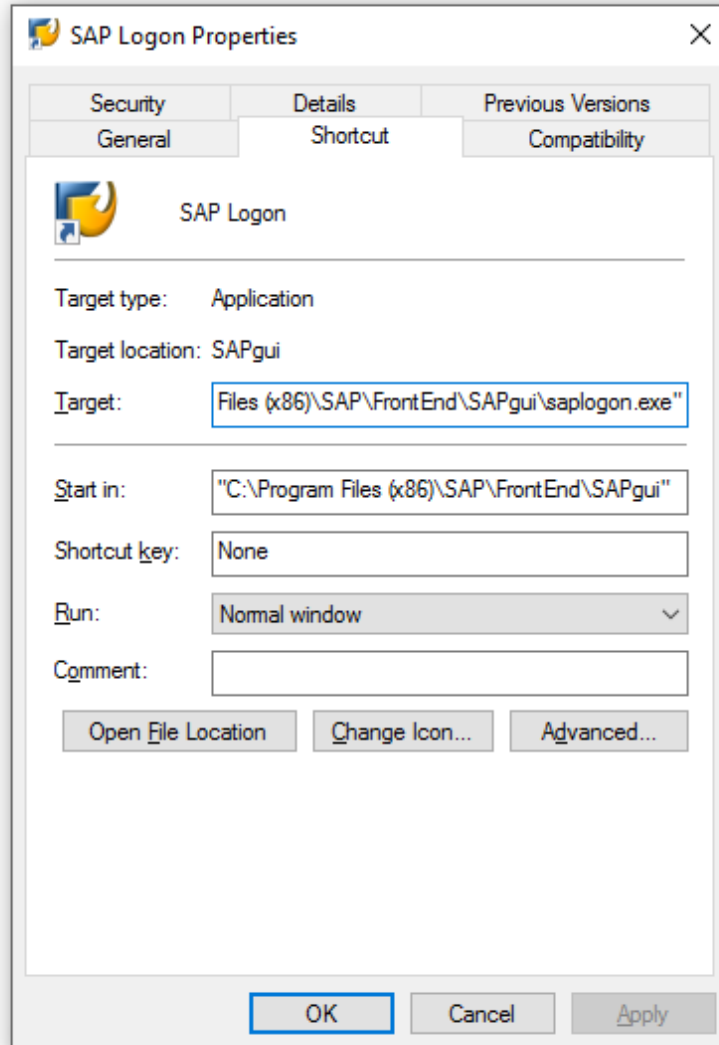 SAP Logon Properties
Security Details Previous Versions
General Shortcut Compatibility
SAP Logon
Target type: Application
Target location: SAPgui
Target: Files (x86)\SAP\FrontEnd\SAPgui\saplogon.exe"
Start in: "C:\Program Files (x86)\SAP\FrontEnd\SAPgui"
Shortcut key: None
Run: Normal window
Comment:
Open File Location Change Icon... Advanced...
OK Cancel Apply